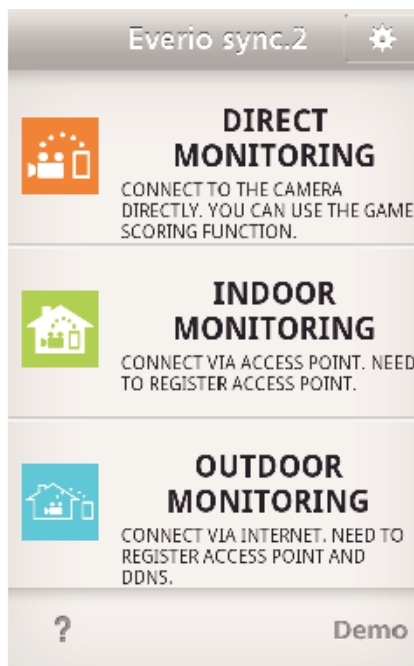 Everio sync.2
DIRECT
MONITORING
CONNECT TO THE CAMERA
DIRECTLY. YOU CAN USE THE GAME
SCORING FUNCTION.
INDOOR
MONITORING
CONNECT VIA ACCESS POINT. NEED
TO REGISTER ACCESS POINT.
OUTDOOR
MONITORING
CONNECT VIA INTERNET. NEED TO
REGISTER ACCESS POINT AND
DDNS.
? Demo